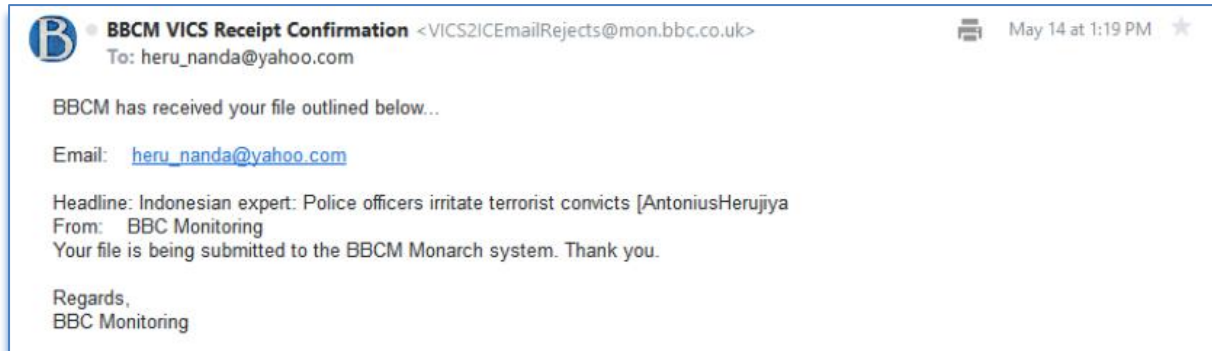 B BBCM VICS Receipt Confirmation <VICS2ICEmailRejects@mon.bbc.co.uk> May 14 at 1:19 PM
To: heru_nanda@yahoo.com
BBCM has received your file outlined below...
Email: heru_nanda@yahoo.com
Headline: Indonesian expert: Police officers irritate terrorist convicts [AntoniusHerujiya
From: BBC Monitoring
Your file is being submitted to the BBCM Monarch system. Thank you.
Regards,
BBC Monitoring